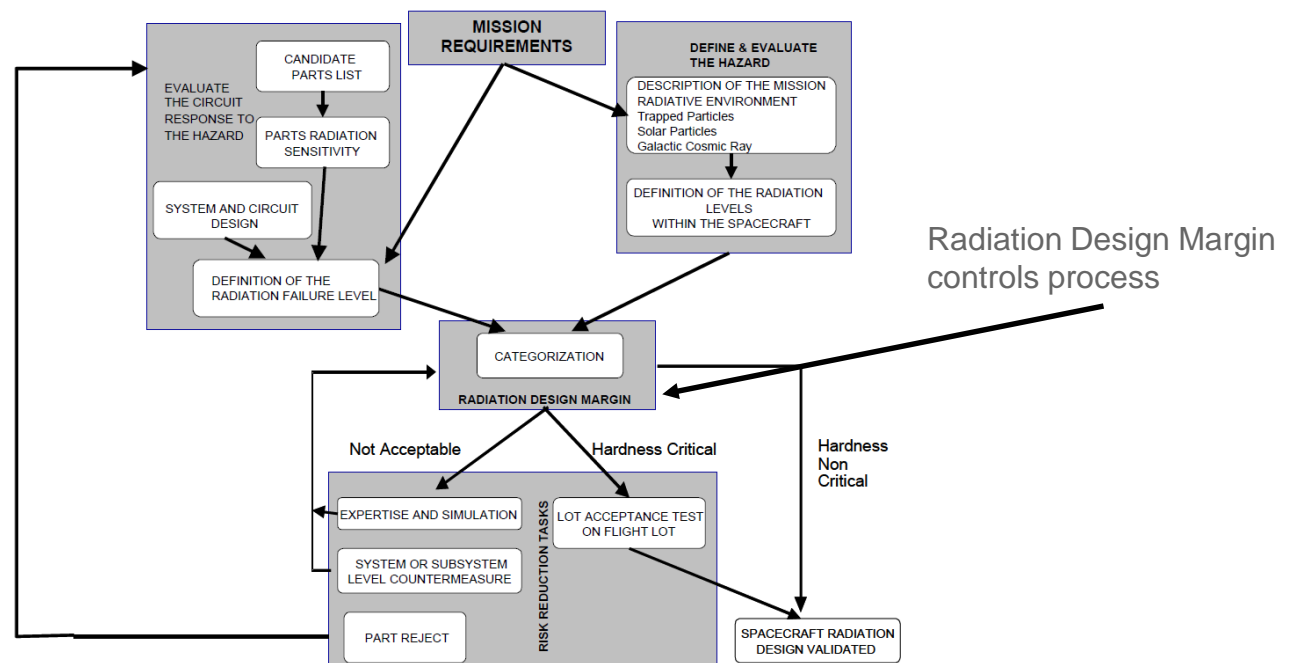 MISSION
REQUIREMENTS
EVALUATE
THE CIRCUIT
RESPONSE TO
THE HAZARD
CANDIDATE
PARTS LIST
PARTS RADIATION
SENSITIVITY
SYSTEM AND CIRCUIT
DESIGN
DEFINITION OF THE
RADIATION FAILURE LEVEL
DEFINE & EVALUATE
THE HAZARD
DESCRIPTION OF THE MISSION
RADIATIVE ENVIRONMENT
Trapped Particles
Solar Particles
Galactic Cosmic Ray
DEFINITION OF THE RADIATION
LEVELS
WITHIN THE SPACECRAFT
Radiation Design Margin
controls process
CATEGORIZATION
RADIATION DESIGN MARGIN
Not Acceptable
Hardness Critical
Hardness
Non
Critical
EXPERTISE AND SIMULATION
SYSTEM OR SUBSYSTEM
LEVEL COUNTERMEASURE
PART REJECT
RISK REDUCTION TASKS
LOT ACCEPTANCE TEST
ON FLIGHT LOT
SPACECRAFT RADIATION
DESIGN VALIDATED